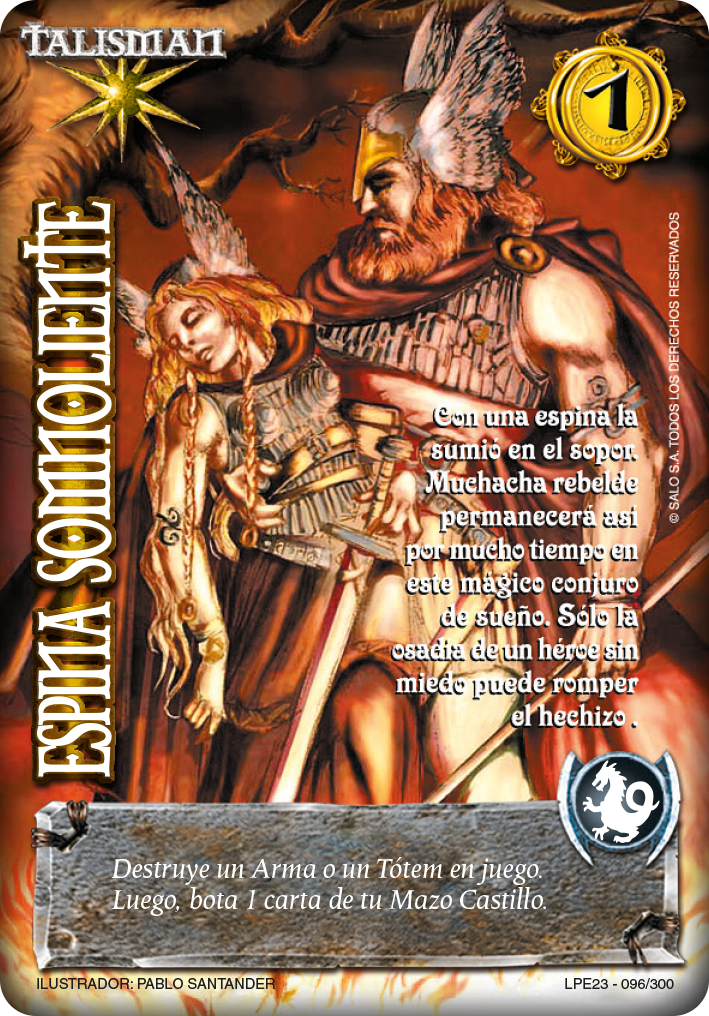 TALISMAN
1
ESPINA SOMNOLIENTE
Con una espina la
sumió en el sopor.
Muchacha rebelde
permanecerá asi
por mucho tiempo en
este mágico conjuro
de sueño. Sólo la
osadia de un héroe sin
miedo puede romper
el hechizo .
© SALO S.A. TODOS LOS DERECHOS RESERVADOS
Destruye un Arma o un Tótem en juego.
Luego, bota 1 carta de tu Mazo Castillo.
ILUSTRADOR: PABLO SANTANDER
LPE23 - 096/300